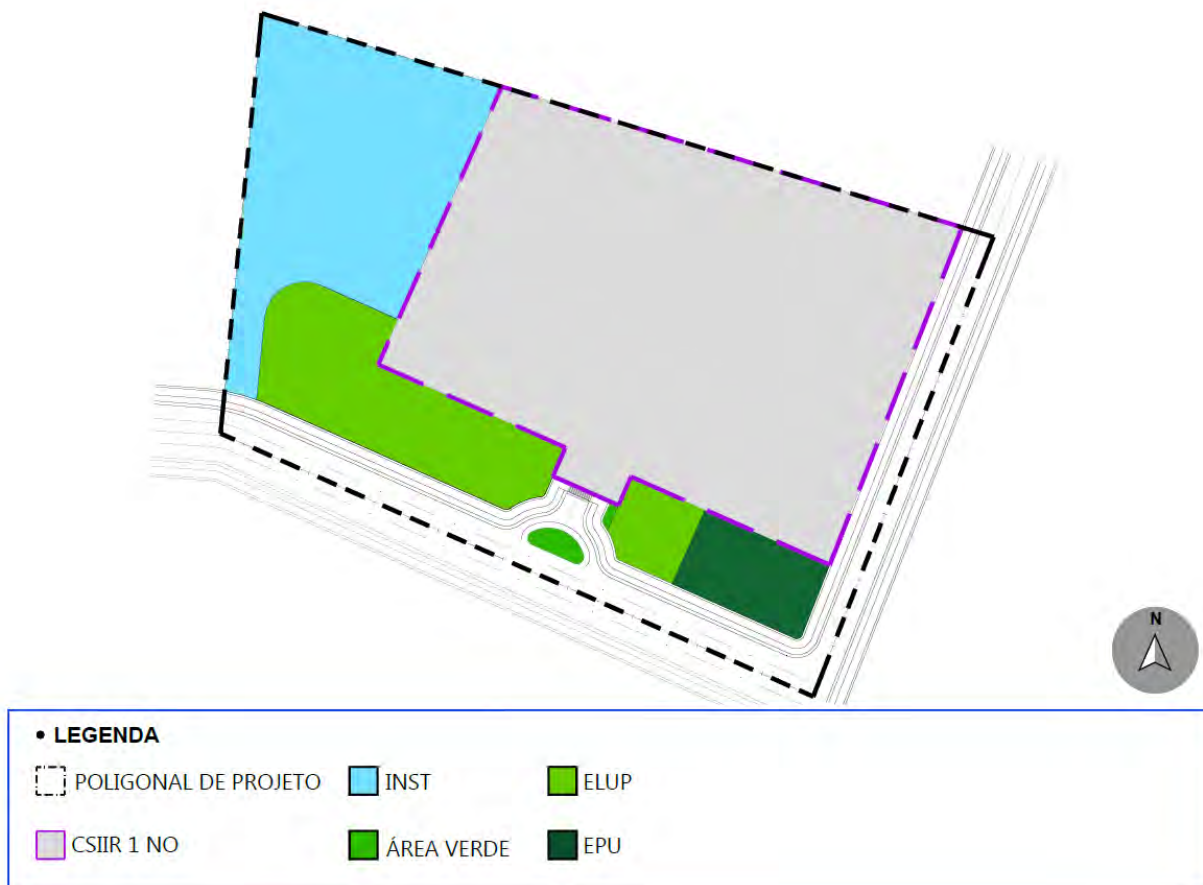 N
• LEGENDA
POLIGONAL DE PROJETO INST ELUP
CSIIR 1 NO ÁREA VERDE EPU